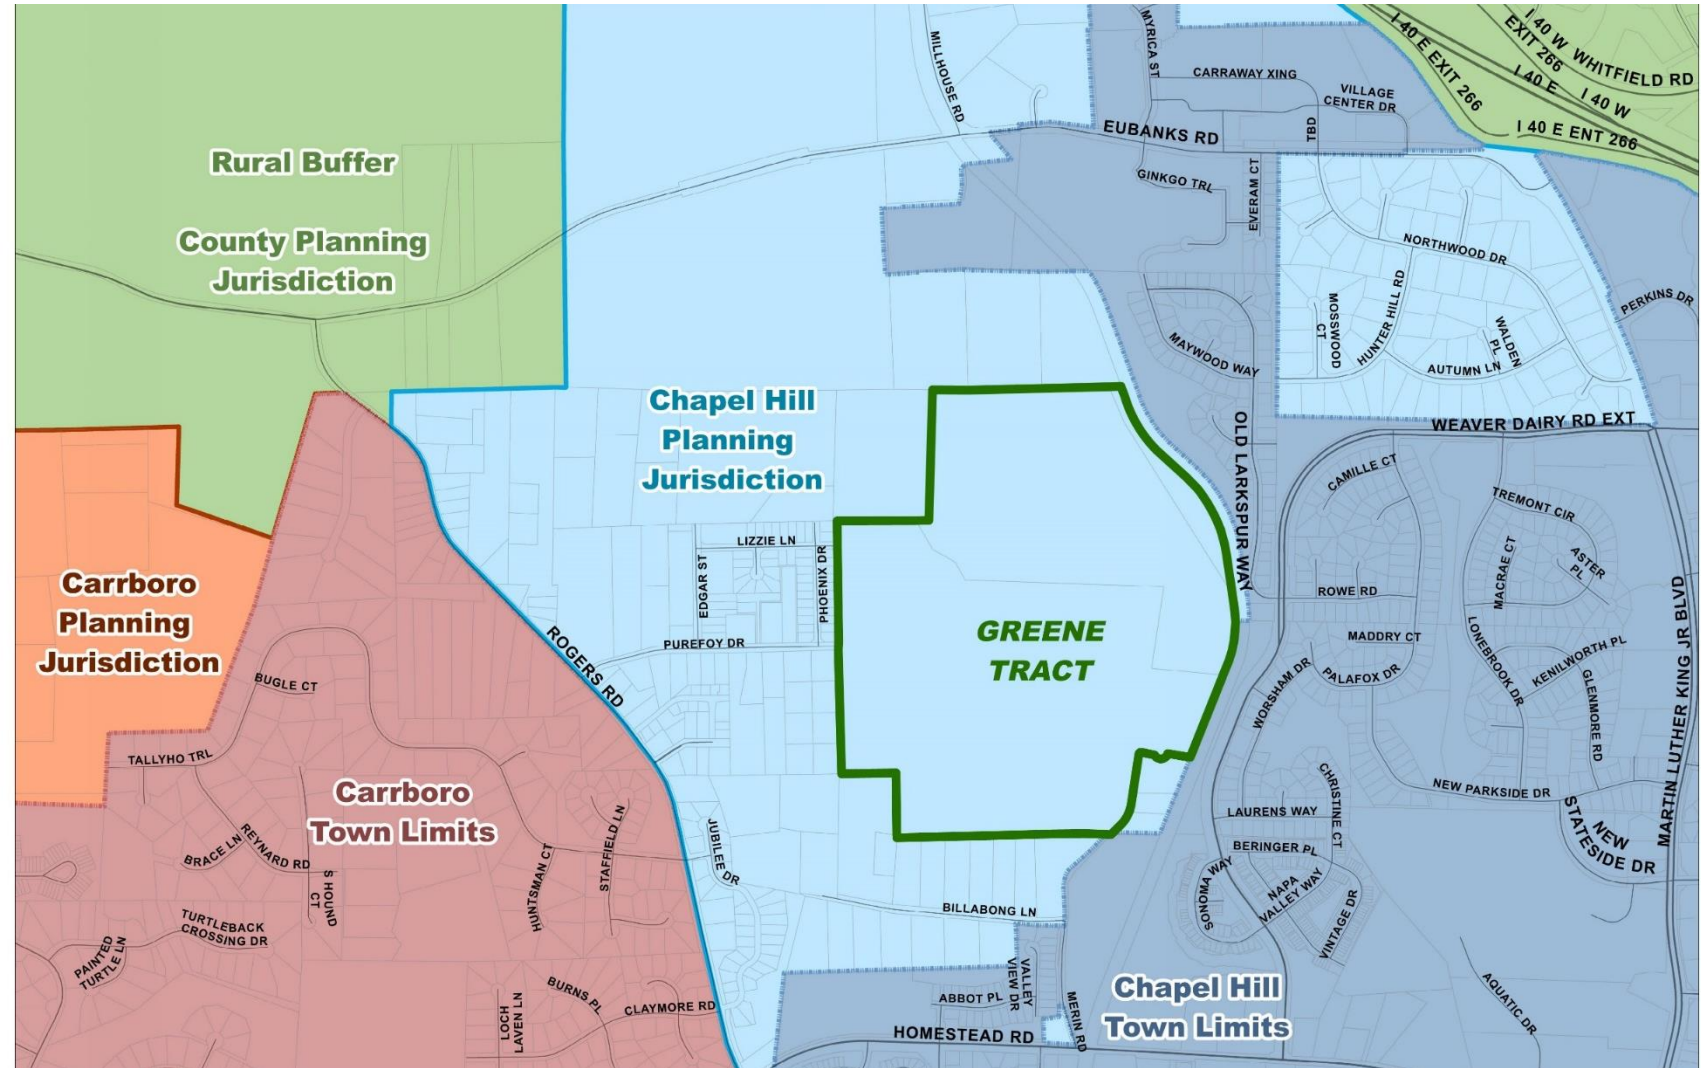 I 40 W
EXIT 266
WHITFIELD RD
I 40 E EXIT 266
I 40 E
I 40 W
I 40 E ENT 266
MILLHOUSE RD
MYRICA ST
CARRAWAY XING
VILLAGE
CENTER DR
TBD
EUBANKS RD
GINKGO TRL
EVERAM CT
Rural Buffer
County Planning
Jurisdiction
NORTHWOOD DR
HUNTER HILL RD
MOSSWOOD
CT
WALDEN
PL
PERKINS DR
MAYWOOD WAY
AUTUMN LN
Chapel Hill
Planning
Jurisdiction
OLD LARKSPUR WAY
WEAVER DAIRY RD EXT
CAMILLE CT
TREMONT CIR
MACRAE CT
ASTER
PL
LIZZIE LN
EDGAR ST
PHOENIX DR
PUREFOY DR
ROGERS RD
GREENE
TRACT
Carrboro
Planning
Jurisdiction
ROWE RD
MADDRY CT
LONEBROOK DR
KENILWORTH PL
GLENMORE RD
PALAFOX DR
WORSHAM DR
MARTIN LUTHER KING JR BLVD
BUGLE CT
TALLYHO TRL
Carrboro
Town Limits
BRACE LN
REYNARD RD
S HOUND
CT
HUNTSMAN CT
STAFFIELD LN
JUBILEE DR
CHRISTINE CT
NEW PARKSIDE DR
NEW
STATESIDE DR
LAURENS WAY
BERINGER PL
SONOMA WAY
NAPA
VALLEY WAY
VINTAGE DR
BILLABONG LN
TURTLEBACK
CROSSING DR
PAINTED
TURTLE LN
LOCH
LAVEN LN
BURNS PL
CLAYMORE RD
VALLEY
VIEW DR
ABBOT PL
MERIN RD
HOMESTEAD RD
Chapel Hill
Town Limits
AQUATIC DR